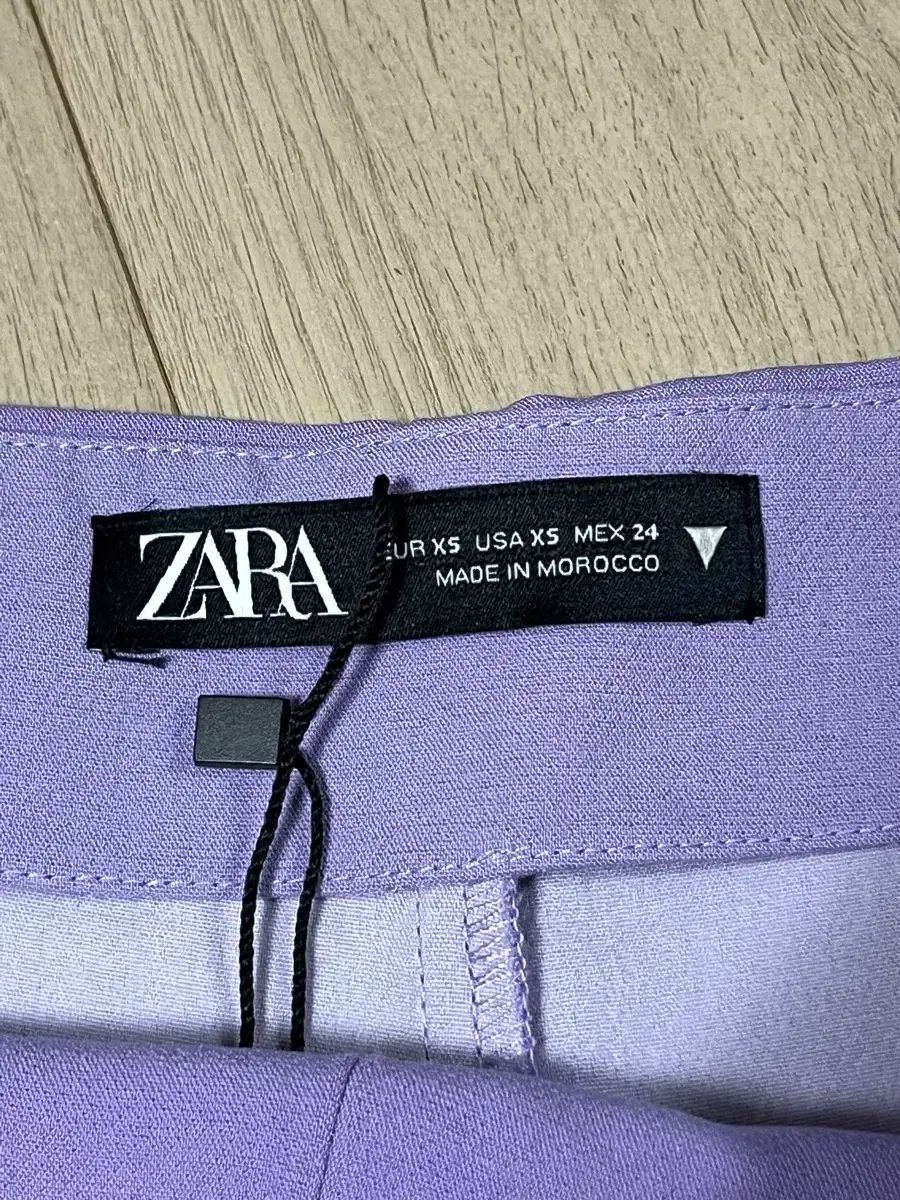 ZARA
EUR XS USA XS MEX 24
MADE IN MOROCCO